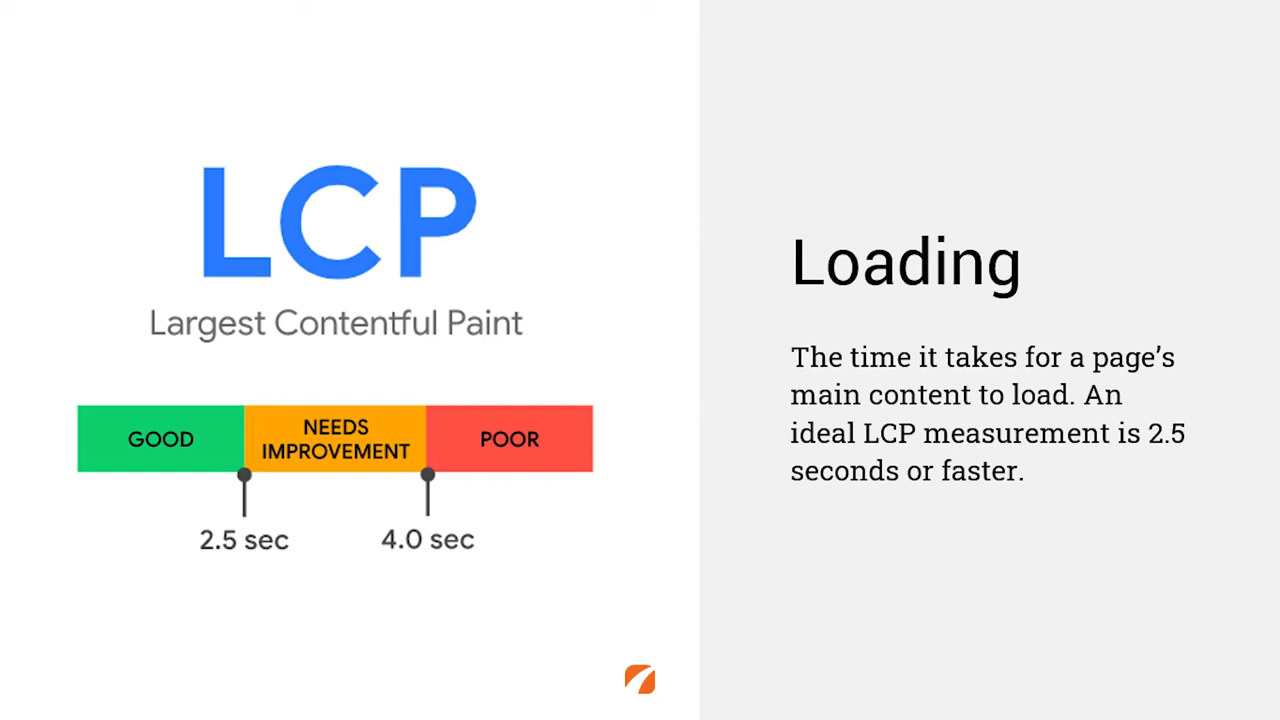 LCP
Largest Contentful Paint
GOOD
NEEDS
IMPROVEMENT
POOR
2.5 sec
4.0 sec
Loading
The time it takes for a page’s
main content to load. An
ideal LCP measurement is 2.5
seconds or faster.